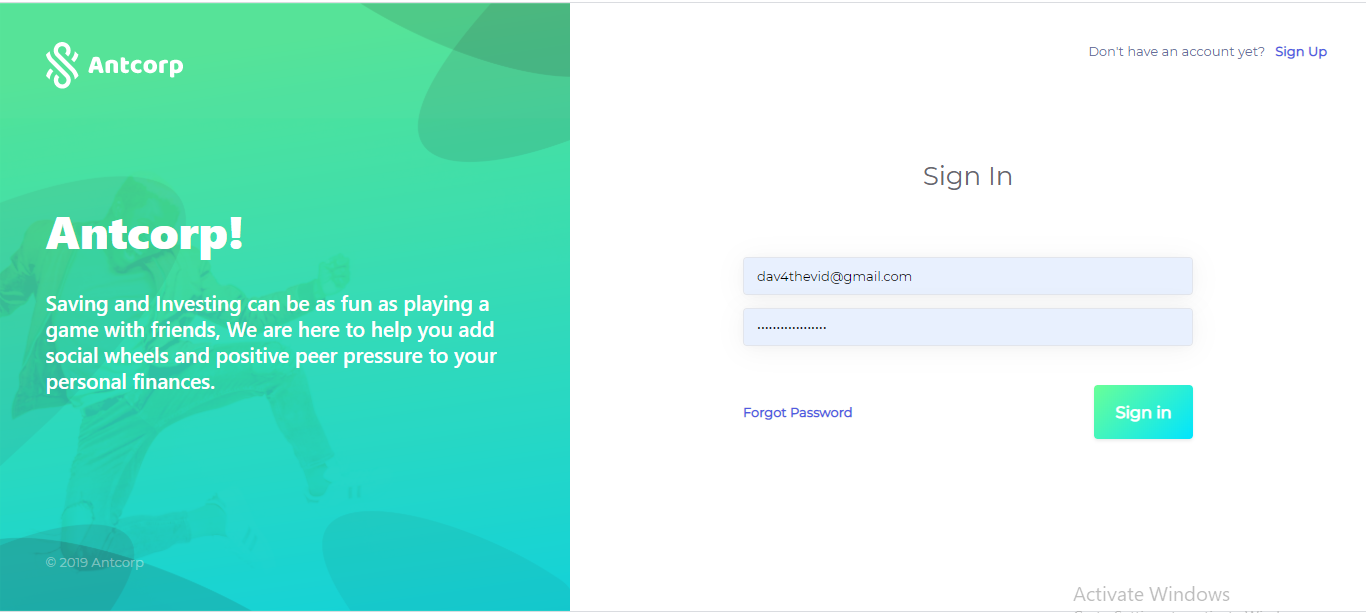 Antcorp
Don't have an account yet? Sign Up
Antcorp!
Saving and Investing can be as fun as playing a
game with friends, We are here to help you add
social wheels and positive peer pressure to your
personal finances.
© 2019 Antcorp
Sign In
dav4thevid@gmail.com
Forgot Password
Sign in
Activate Windows